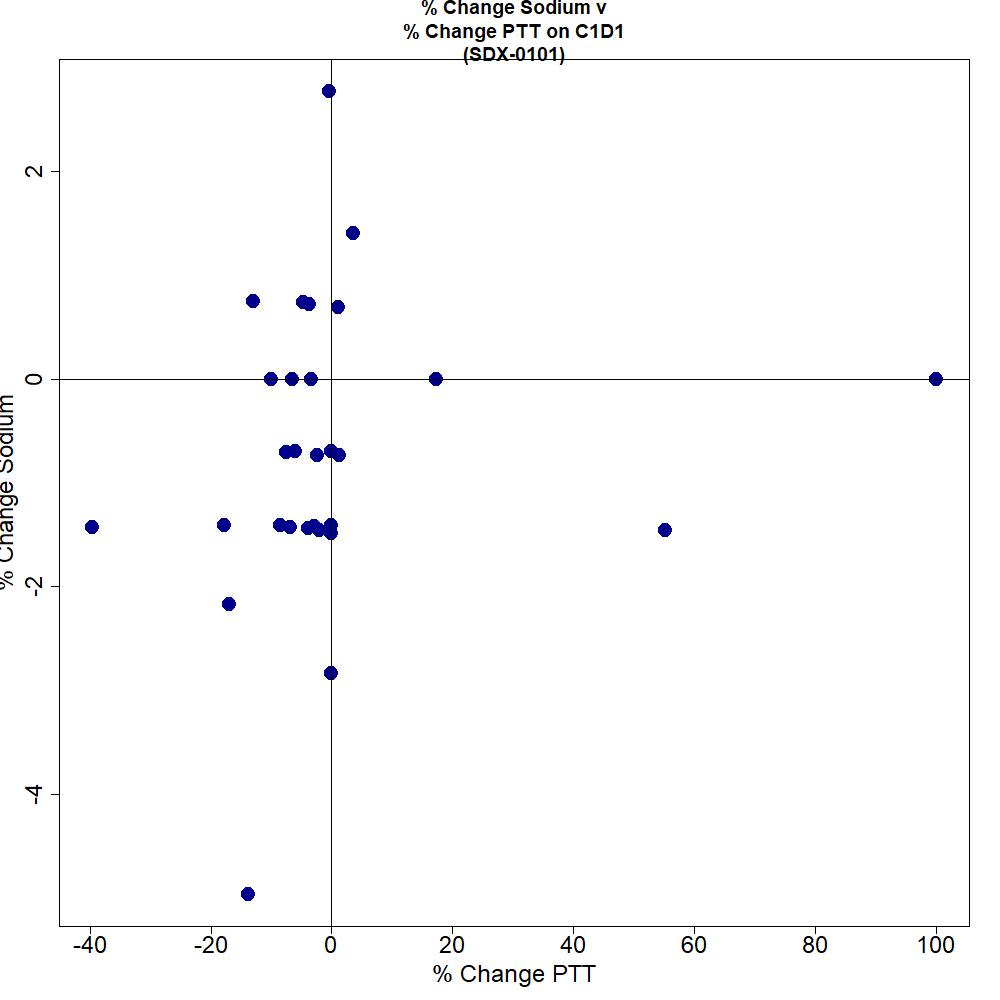 % Change Sodium v
% Change PTT on C1D1
(SDX-0101)
% Change Sodium
2
0
-2
-4
-40 -20 0 20 40 60 80 100
% Change PTT